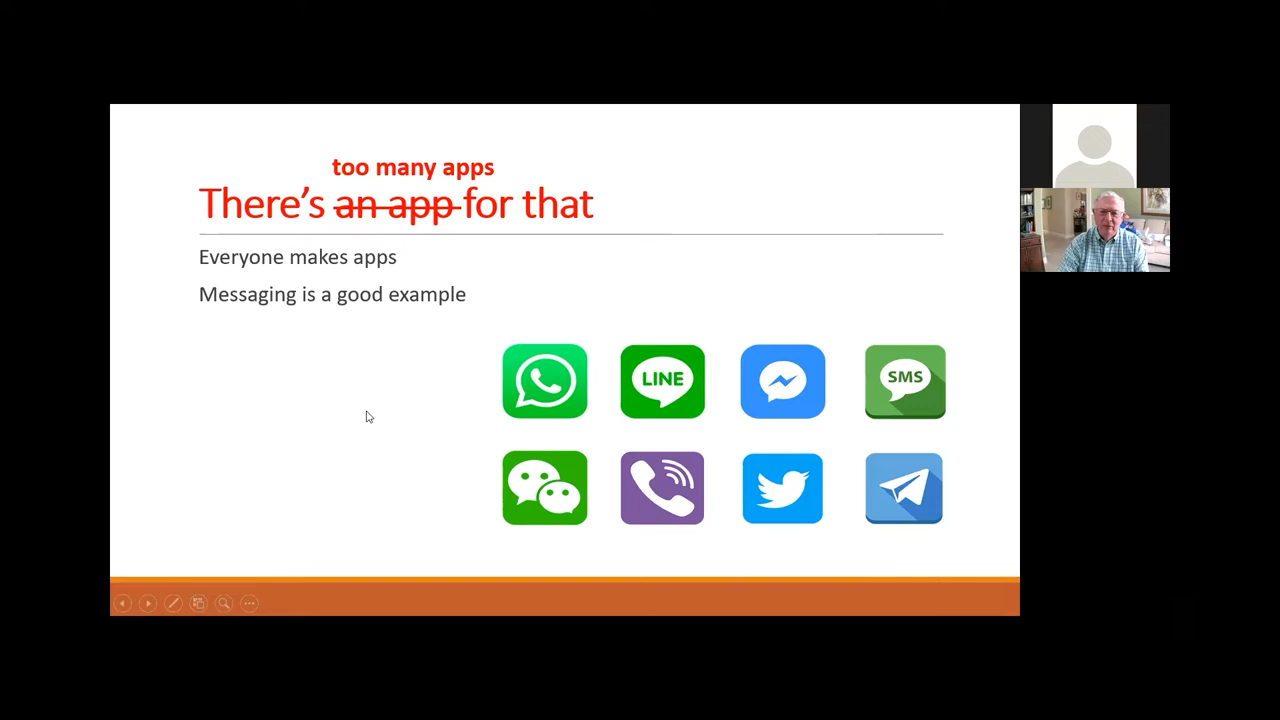 too many apps
There's an app for that
Everyone makes apps
Messaging is a good example
LINE
SMS